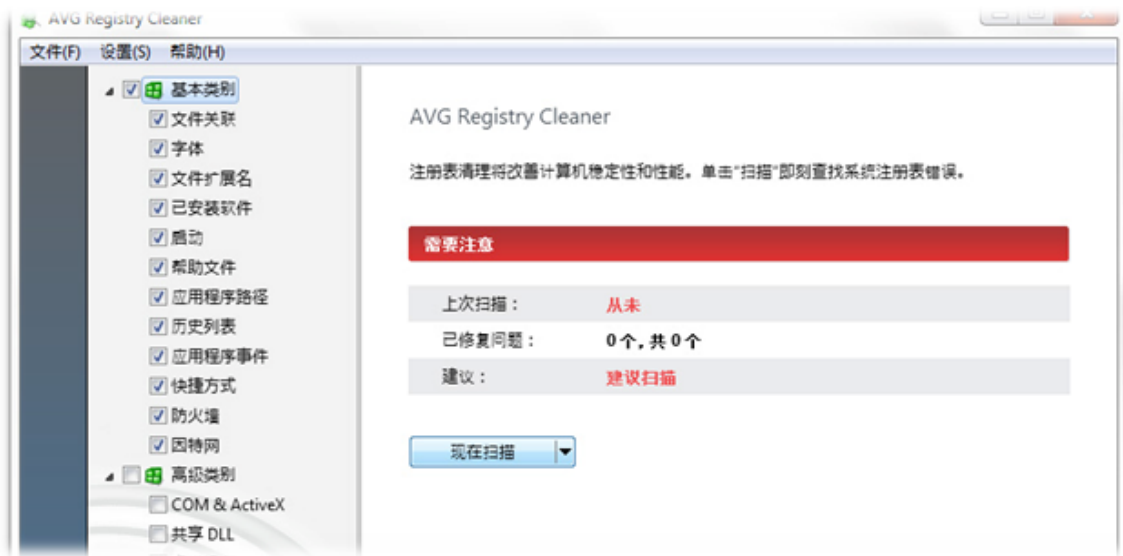 AVG Registry Cleaner
文件(F) 设置(S) 帮助(H)
基本类别
文件关联
字体
文件扩展名
已安装软件
启动
帮助文件
应用程序路径
历史列表
应用程序事件
快捷方式
防火墙
因特网
高级类别
COM & ActiveX
共享 DLL
AVG Registry Cleaner
注册表清理将改善计算机稳定性和性能。单击"扫描"即刻查找系统注册表错误。
需要注意
上次扫描： 从未
已修复问题： 0个, 共0个
建议： 建议扫描
现在扫描